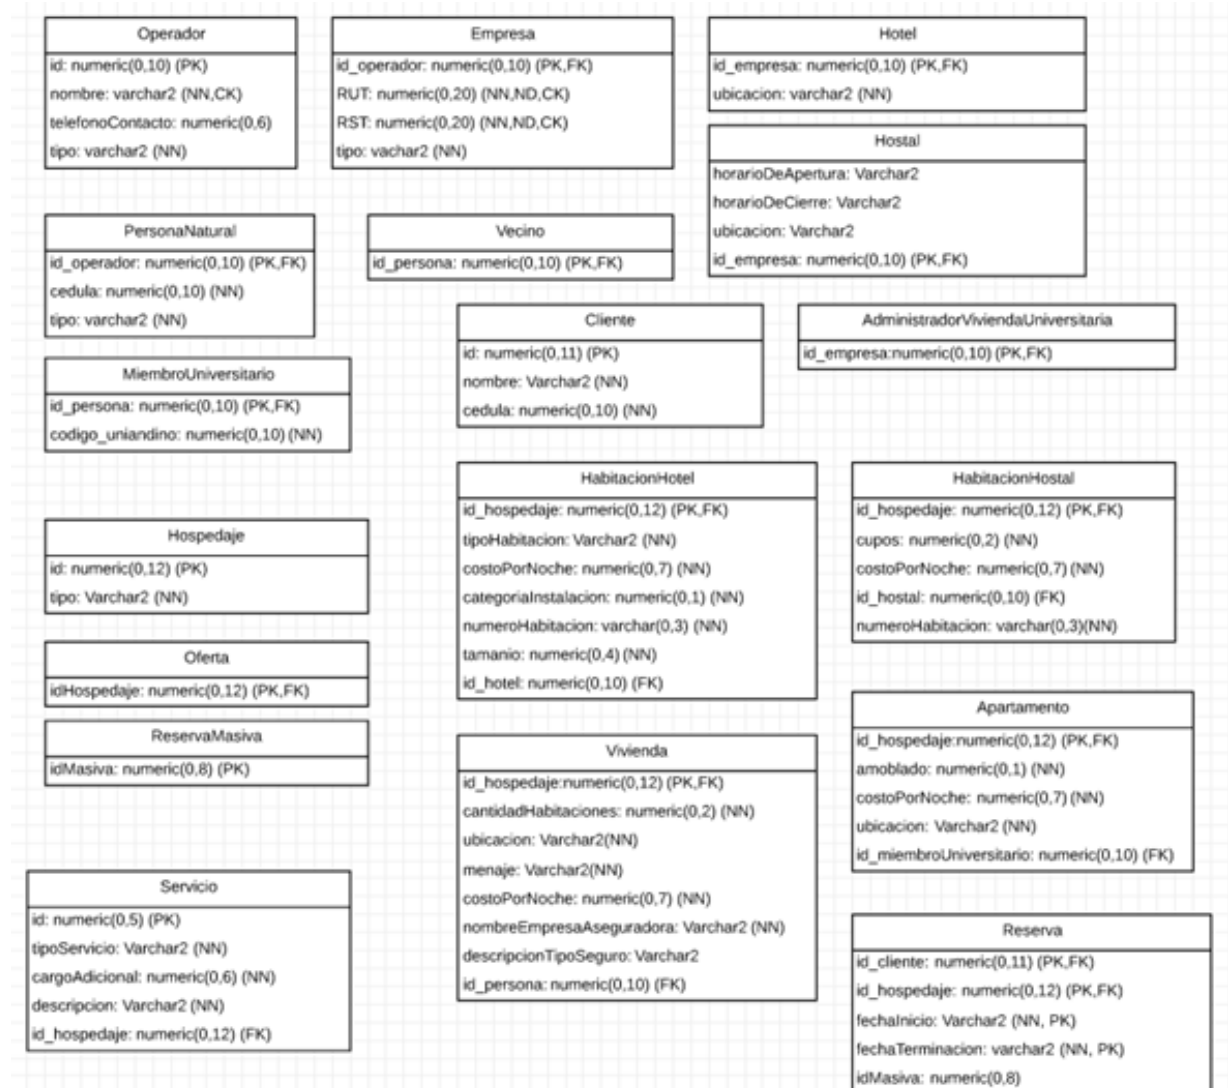 Operador
id: numeric(0,10) (PK)
nombre: varchar2 (NN,CK)
telefonoContacto: numeric(0,6)
tipo: varchar2 (NN)
Empresa
id_operador: numeric(0,10) (PK,FK)
RUT: numeric(0,20) (NN,ND,CK)
RST: numeric(0,20) (NN,ND,CK)
tipo: vachar2 (NN)
Hotel
id_empresa: numeric(0,10) (PK,FK)
ubicacion: varchar2 (NN)
Hostal
horarioDeApertura: Varchar2
horarioDeCierre: Varchar2
ubicacion: Varchar2
id_empresa: numeric(0,10) (PK,FK)
PersonaNatural
id_operador: numeric(0,10) (PK,FK)
cedula: numeric(0,10) (NN)
tipo: varchar2 (NN)
Vecino
id_persona: numeric(0,10) (PK,FK)
Cliente
id: numeric(0,11) (PK)
nombre: Varchar2 (NN)
cedula: numeric(0,10) (NN)
AdministradorViviendaUniversitaria
id_empresa:numeric(0,10) (PK,FK)
MiembroUniversitario
id_persona: numeric(0,10) (PK,FK)
codigo_uniandino: numeric(0,10) (NN)
HabitacionHotel
id_hospedaje: numeric(0,12) (PK,FK)
tipoHabitacion: Varchar2 (NN)
costoPorNoche: numeric(0,7) (NN)
categoriaInstalacion: numeric(0,1) (NN)
numeroHabitacion: varchar(0,3) (NN)
tamanio: numeric(0,4) (NN)
id_hotel: numeric(0,10) (FK)
HabitacionHostal
id_hospedaje: numeric(0,12) (PK,FK)
cupos: numeric(0,2) (NN)
costoPorNoche: numeric(0,7) (NN)
id_hostal: numeric(0,10) (FK)
numeroHabitacion: varchar(0,3)(NN)
Hospedaje
id: numeric(0,12) (PK)
tipo: Varchar2 (NN)
Oferta
idHospedaje: numeric(0,12) (PK,FK)
ReservaMasiva
idMasiva: numeric(0,8) (PK)
Vivienda
id_hospedaje:numeric(0,12) (PK,FK)
cantidadHabitaciones: numeric(0,2) (NN)
ubicacion: Varchar2(NN)
menaje: Varchar2(NN)
costoPorNoche: numeric(0,7) (NN)
nombreEmpresaAseguradora: Varchar2 (NN)
descripcionTipoSeguro: Varchar2
id_persona: numeric(0,10) (FK)
Apartamento
id_hospedaje:numeric(0,12) (PK,FK)
amoblado: numeric(0,1) (NN)
costoPorNoche: numeric(0,7) (NN)
ubicacion: Varchar2 (NN)
id_miembroUniversitario: numeric(0,10) (FK)
Servicio
id: numeric(0,5) (PK)
tipoServicio: Varchar2 (NN)
cargoAdicional: numeric(0,6) (NN)
descripcion: Varchar2 (NN)
id_hospedaje: numeric(0,12) (FK)
Reserva
id_cliente: numeric(0,11) (PK,FK)
id_hospedaje: numeric(0,12) (PK,FK)
fechaInicio: Varchar2 (NN, PK)
fechaTerminacion: varchar2 (NN, PK)
idMasiva: numeric(0,8)